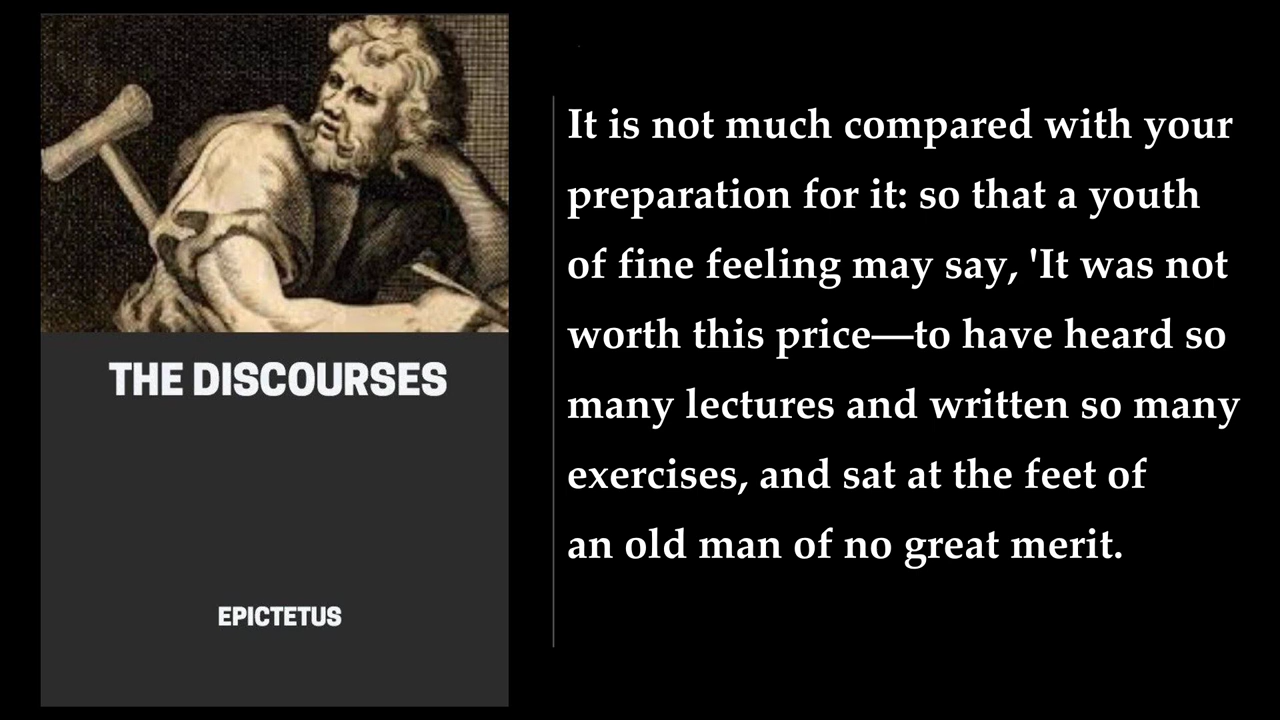 THE DISCOURSES
EPICTETUS
It is not much compared with your
preparation for it: so that a youth
of fine feeling may say, 'It was not
worth this price—to have heard so
many lectures and written so many
exercises, and sat at the feet of
an old man of no great merit.